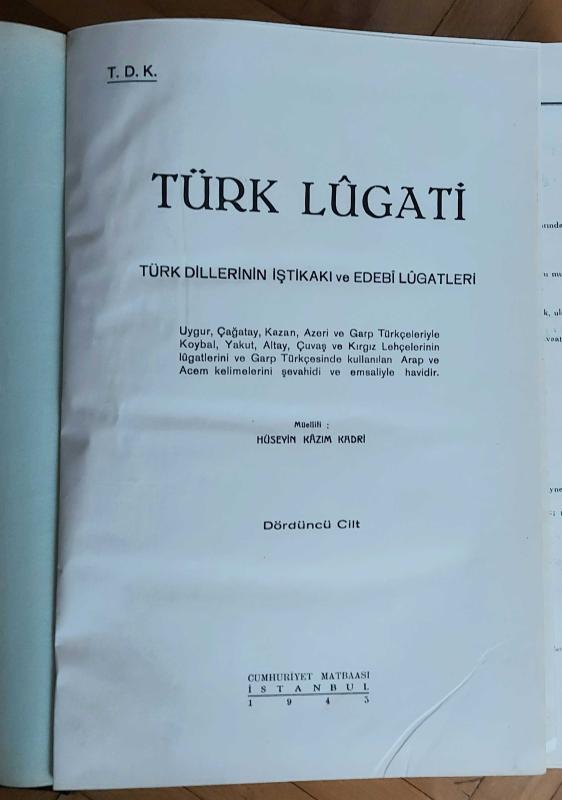 T. D. K.
TÜRK LÛGATİ
TÜRK DİLLERİNİN İŞTİKAKI ve EDEBÎ LÛGATLERİ
Uygur, Çağatay, Kazan, Azeri ve Garp Türkçeleriyle
Koybal, Yakut, Altay, Çuvaş ve Kırgız Lehçelerinin
lûgatlerini ve Garp Türkçesinde kullanılan Arap ve
Acem kelimelerini şevahidi ve emsaliyle havidir.
Müellifi :
HÜSEYİN KÂZIM KADRİ
Dördüncü Cilt
CUMHURİYET MATBAASI
İSTANBUL
1943